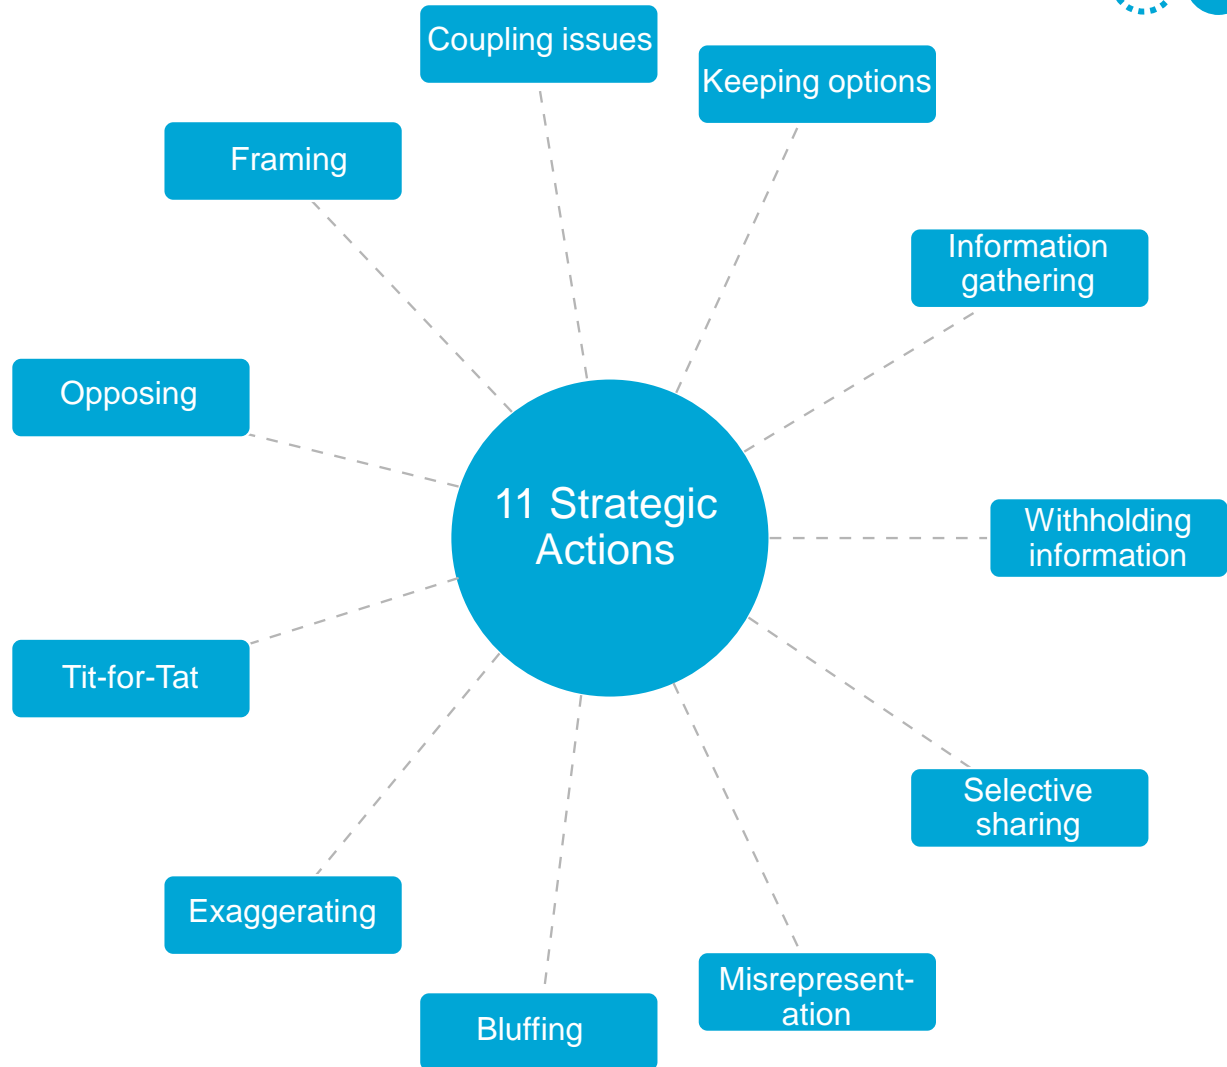 Coupling issues
Keeping options
Framing
Information
gathering
Opposing
11 Strategic
Actions
Withholding
information
Tit-for-Tat
Selective
sharing
Exaggerating
Misrepresent-
ation
Bluffing